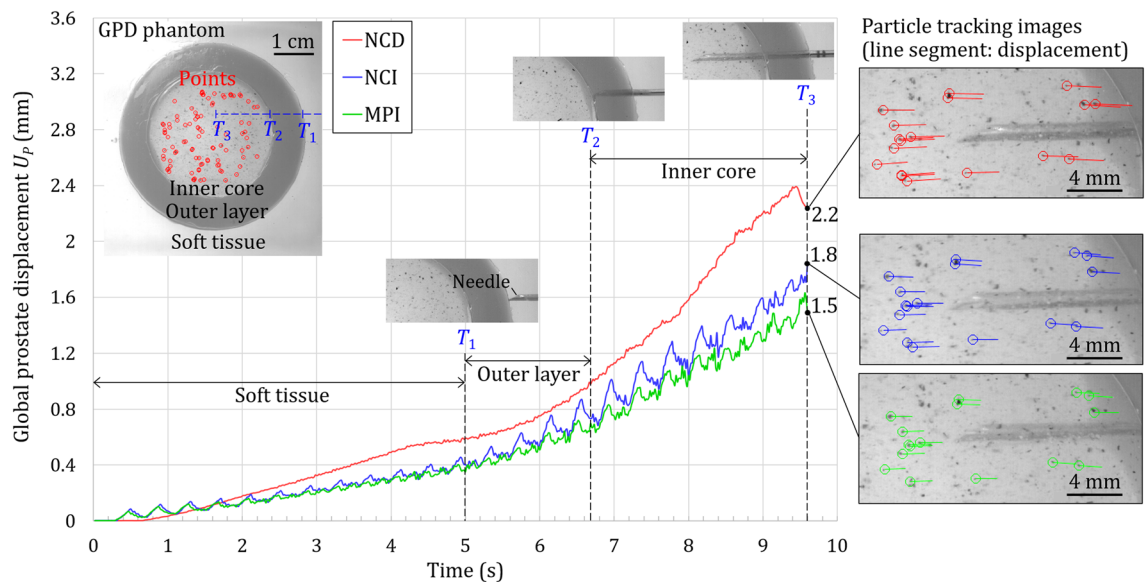 GPD phantom
1 cm
Points
T3
T2
T1
Inner core
Outer layer
Soft tissue
NCD
NCI
MPI
T1
T2
T3
Needle
Soft tissue
Outer layer
Inner core
2.2
1.8
1.5
Global prostate displacement UP (mm)
3.6
3.2
2.8
2.4
2
1.6
1.2
0.8
0.4
0
0 1 2 3 4 5 6 7 8 9 10
Time (s)
Particle tracking images
(line segment: displacement)
4 mm
4 mm
4 mm